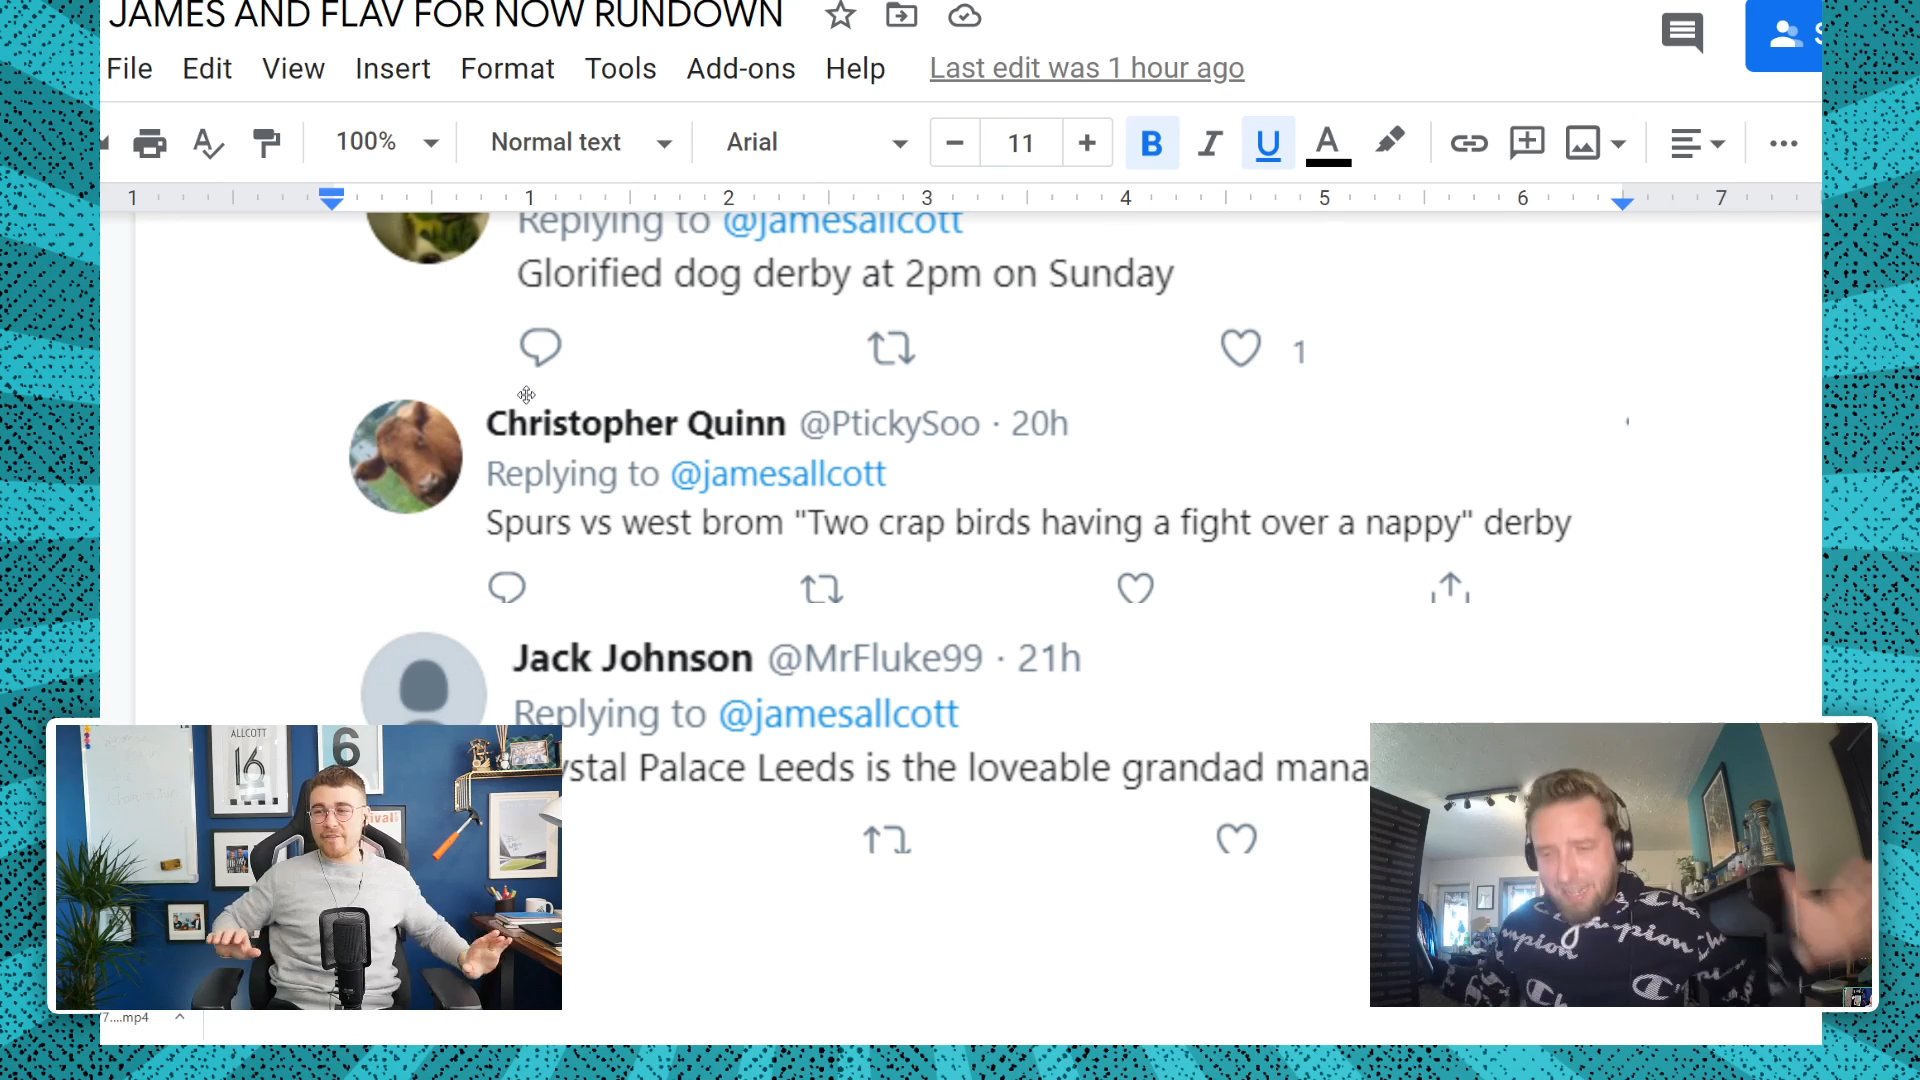 JAMES AND FLAV FOR NOW RUNDOWN
File Edit View Insert Format Tools Add-ons Help Last edit was 1 hour ago
100% Normal text Arial 11 B I U A
1 1 2 3 4 5 6 7
Replying to @jamesallcott
Glorified dog derby at 2pm on Sunday
1
Christopher Quinn @PtickySoo · 20h
Replying to @jamesallcott
Spurs vs west brom "Two crap birds having a fight over a nappy" derby
Jack Johnson @MrFluke99 · 21h
Replying to @jamesallcott
ystal Palace Leeds is the loveable grandad mana
ALLCOTT
16
6
7....mp4